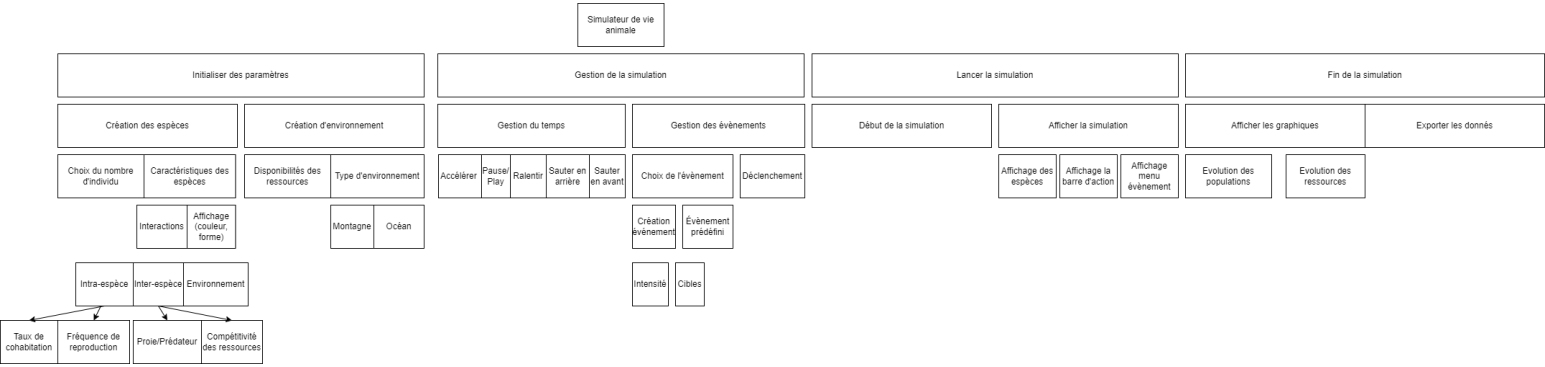 Simulateur de vie
animale
Initialiser des paramètres
Gestion de la simulation
Lancer la simulation
Fin de la simulation
Création des espèces
Création d'environnement
Gestion du temps
Gestion des évènements
Début de la simulation
Afficher la simulation
Afficher les graphiques
Exporter les donnés
Choix du nombre
d'individu
Caractéristiques des
espèces
Disponibilités des
ressources
Type d'environnement
Accélérer
Pause/
Play
Ralentir
Sauter en
arrière
Sauter
en avant
Choix de l'évènement
Déclenchement
Affichage des
espèces
Affichage la
barre d'action
Affichage
menu
évènement
Evolution des
populations
Evolution des
ressources
Interactions
Affichage
(couleur,
forme)
Montagne
Océan
Création
évènement
Évènement
prédéfini
Intra-espèce
Inter-espèce
Environnement
Intensité
Cibles
Taux de
cohabitation
Fréquence de
reproduction
Proie/Prédateur
Compétitivité
des ressources